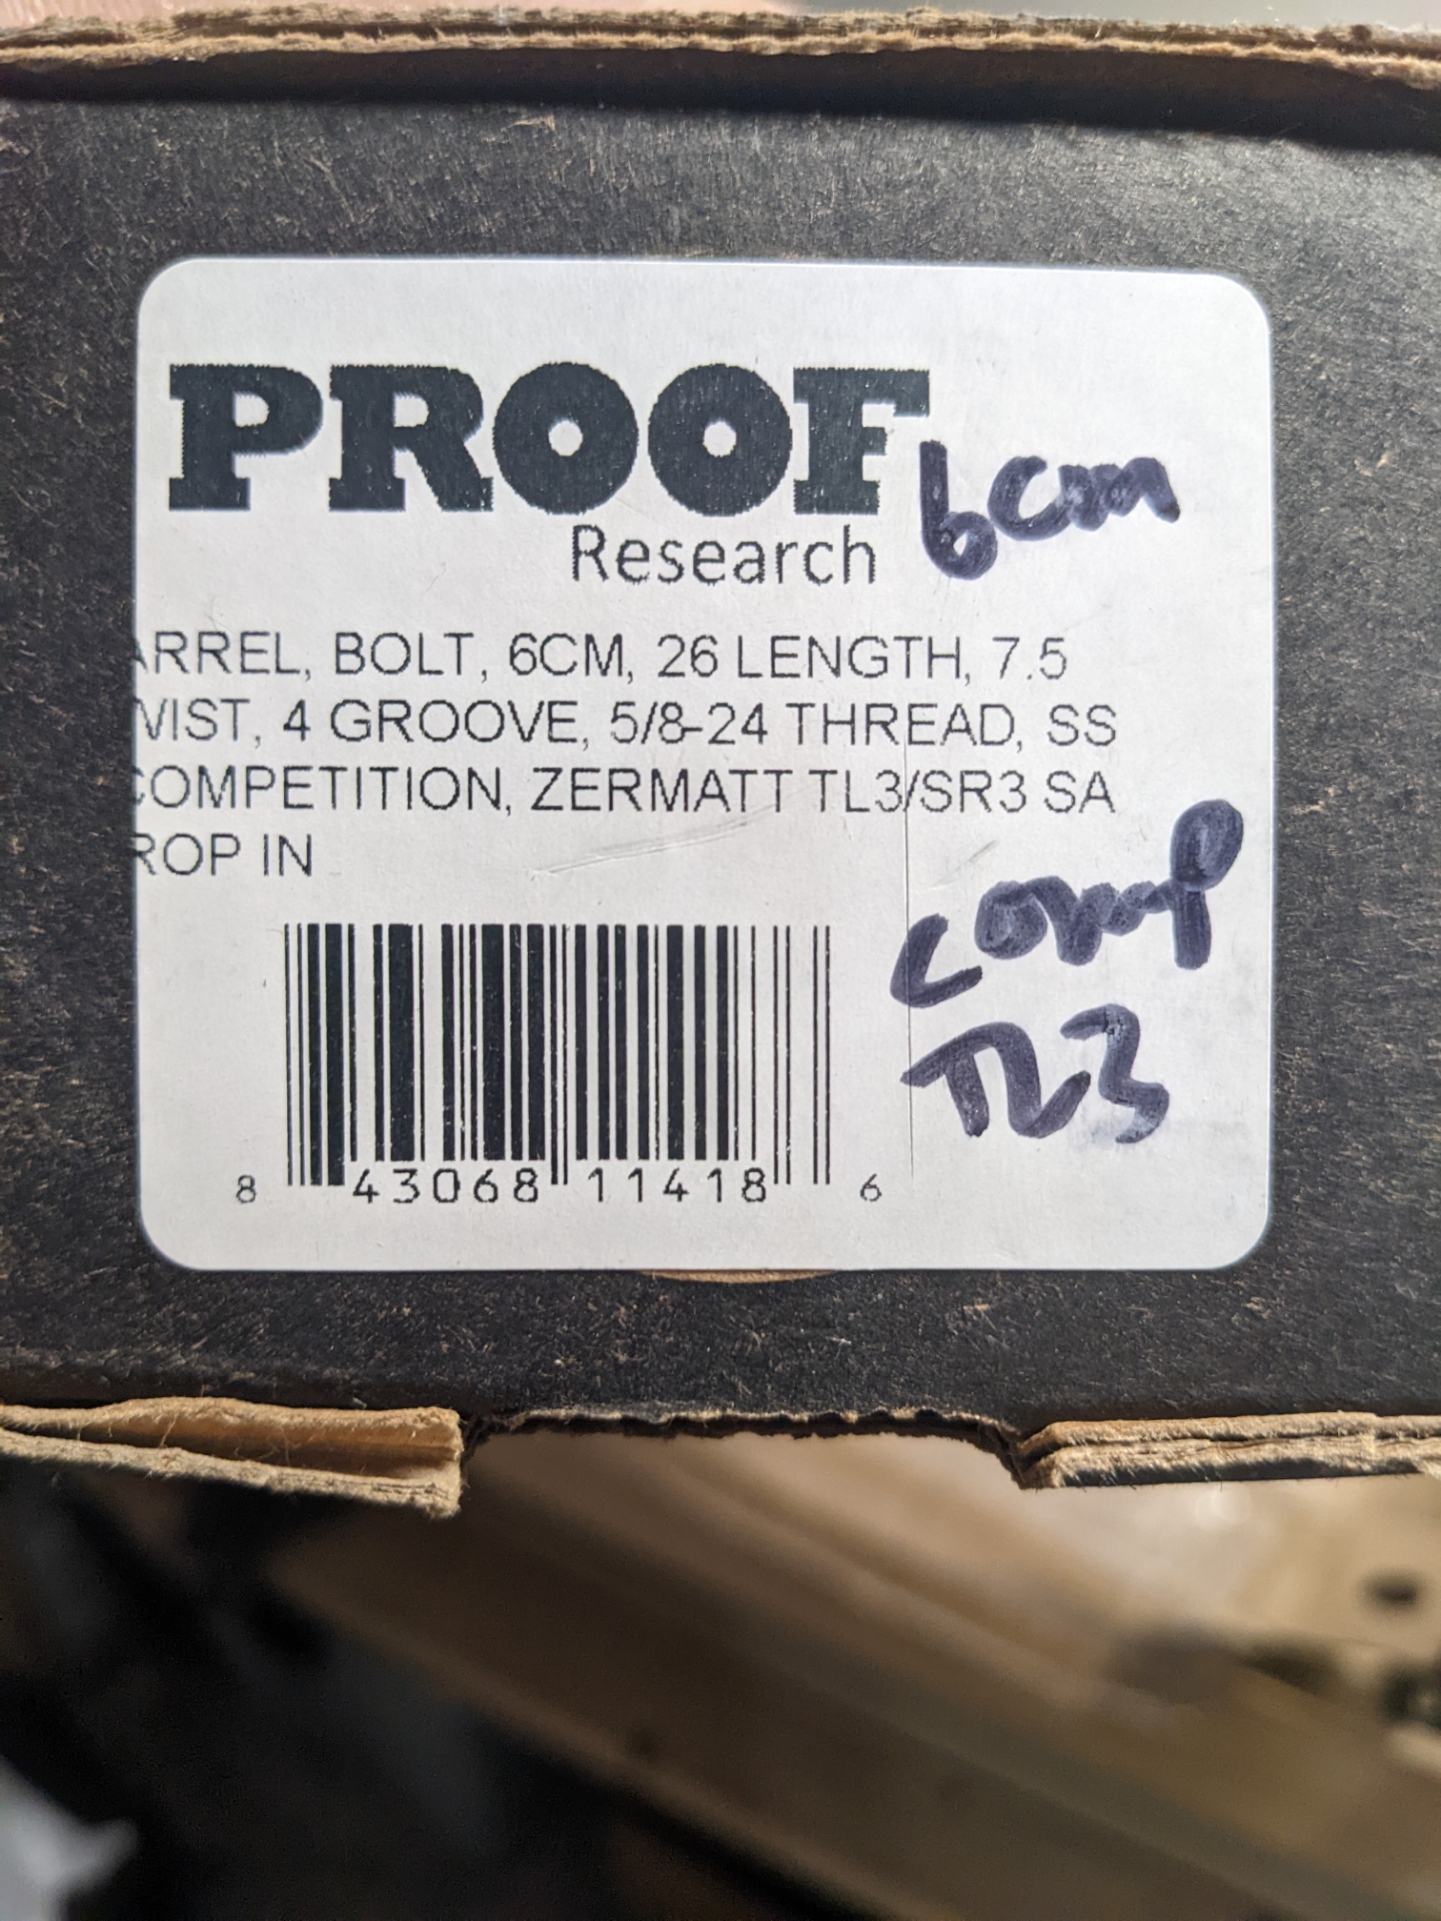 PROOF
Research
6cm
ARREL, BOLT, 6CM, 26 LENGTH, 7.5
WIST, 4 GROOVE, 5/8-24 THREAD, SS
COMPETITION, ZERMATT TL3/SR3 SA
ROP IN
comp
TL3
8 43068 11418 6